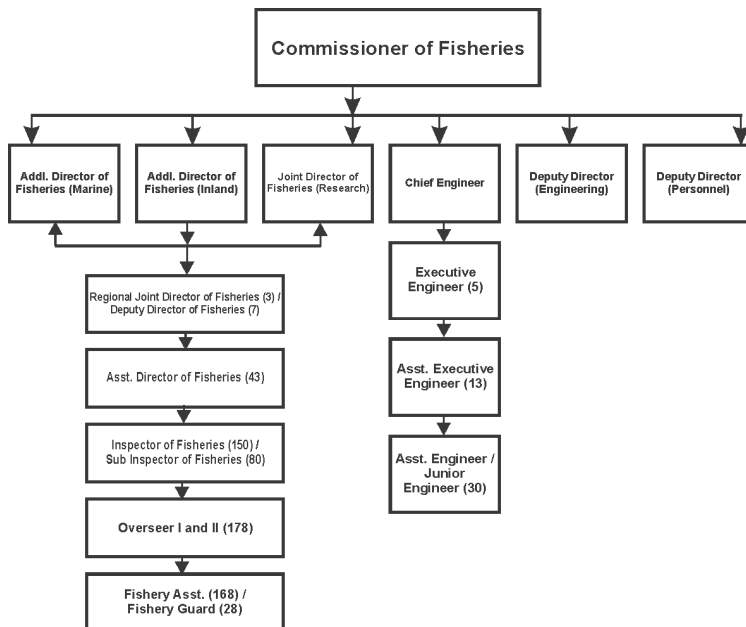 Commissioner of Fisheries
Addl. Director of
Fisheries (Marine)
Addl. Director of
Fisheries (Inland)
Joint Director of
Fisheries (Research)
Chief Engineer
Deputy Director
(Engineering)
Deputy Director
(Personnel)
Regional Joint Director of Fisheries (3) /
Deputy Director of Fisheries (7)
Asst. Director of Fisheries (43)
Inspector of Fisheries (150) /
Sub Inspector of Fisheries (80)
Overseer I and II (178)
Fishery Asst. (168) /
Fishery Guard (28)
Executive
Engineer (5)
Asst. Executive
Engineer (13)
Asst. Engineer /
Junior
Engineer (30)